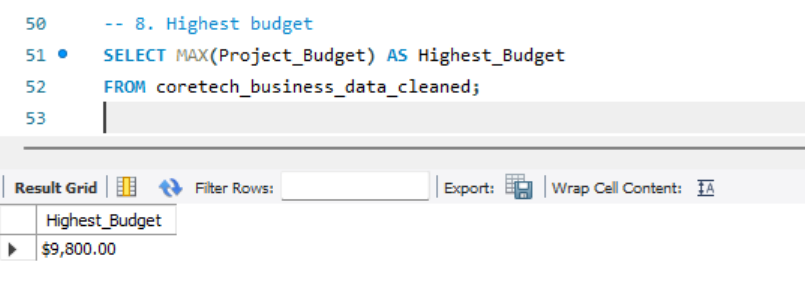 50 -- 8. Highest budget
51 SELECT MAX(Project_Budget) AS Highest_Budget
52 FROM coretech_business_data_cleaned;
53
Result Grid Filter Rows: Export: Wrap Cell Content: IA
Highest_Budget
$9,800.00